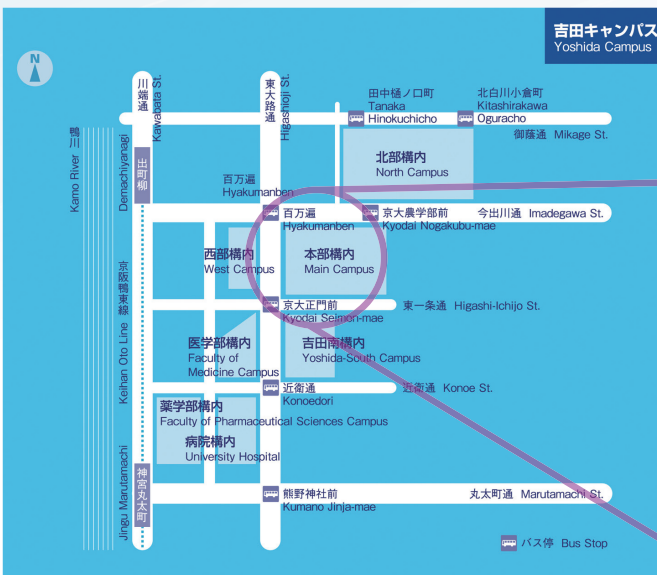 吉田キャンパス
Yoshida Campus
N
川端通
Kawabata St.
東大路通
Higashioji St.
田中樋ノ口町
Tanaka
Hinokuchicho
北白川小倉町
Kitashirakawa
Oguracho
御蔭通 Mikage St.
Kamo River 川鴨
Demachiyanagi
出町柳
北部構内
North Campus
百万遍
Hyakumanben
百万遍
Hyakumanben
京大農学部前
Kyodai Nogakubu-mae
今出川通 Imadegawa St.
西部構内
West Campus
本部構内
Main Campus
Keihan Oto Line 京阪鴨東線
京大正門前
Kyodai Seimon-mae
東一条通 Higashi-Ichijo St.
医学部構内
Faculty of
Medicine Campus
吉田南構内
Yoshida-South Campus
近衛通
Konoedori
近衛通 Konoe St.
薬学部構内
Faculty of Pharmaceutical Sciences Campus
病院構内
University Hospital
Jingu Marutamachi
神宮丸太町
熊野神社前
Kumano Jinja-mae
丸太町通 Marutamachi St.
バス停 Bus Stop